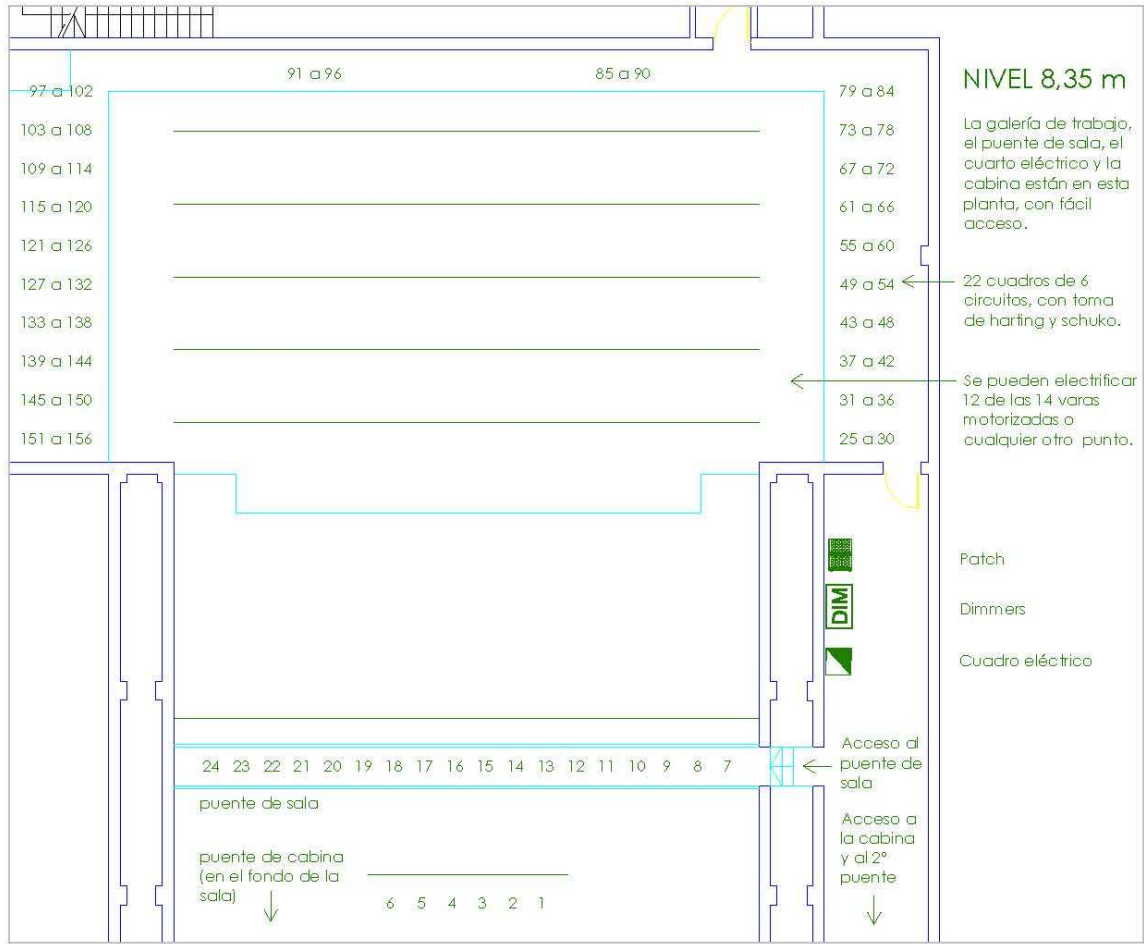 91 a 96
85 a 90
97 a 102
103 a 108
109 a 114
115 a 120
121 a 126
127 a 132
133 a 138
139 a 144
145 a 150
151 a 156
79 a 84
73 a 78
67 a 72
61 a 66
55 a 60
49 a 54
43 a 48
37 a 42
31 a 36
25 a 30
NIVEL 8,35 m
La galería de trabajo,
el puente de sala, el
cuarto eléctrico y la
cabina están en esta
planta, con fácil
acceso.
22 cuadros de 6
circuitos, con toma
de harting y schuko.
Se pueden electrificar
12 de las 14 varas
motorizadas o
cualquier otro punto.
Patch
DIM
Dimmers
Cuadro eléctrico
24 23 22 21 20 19 18 17 16 15 14 13 12 11 10 9 8 7
Acceso al
puente de
sala
puente de sala
Acceso a
la cabina
y al 2º
puente
puente de cabina
(en el fondo de la
sala)
6 5 4 3 2 1